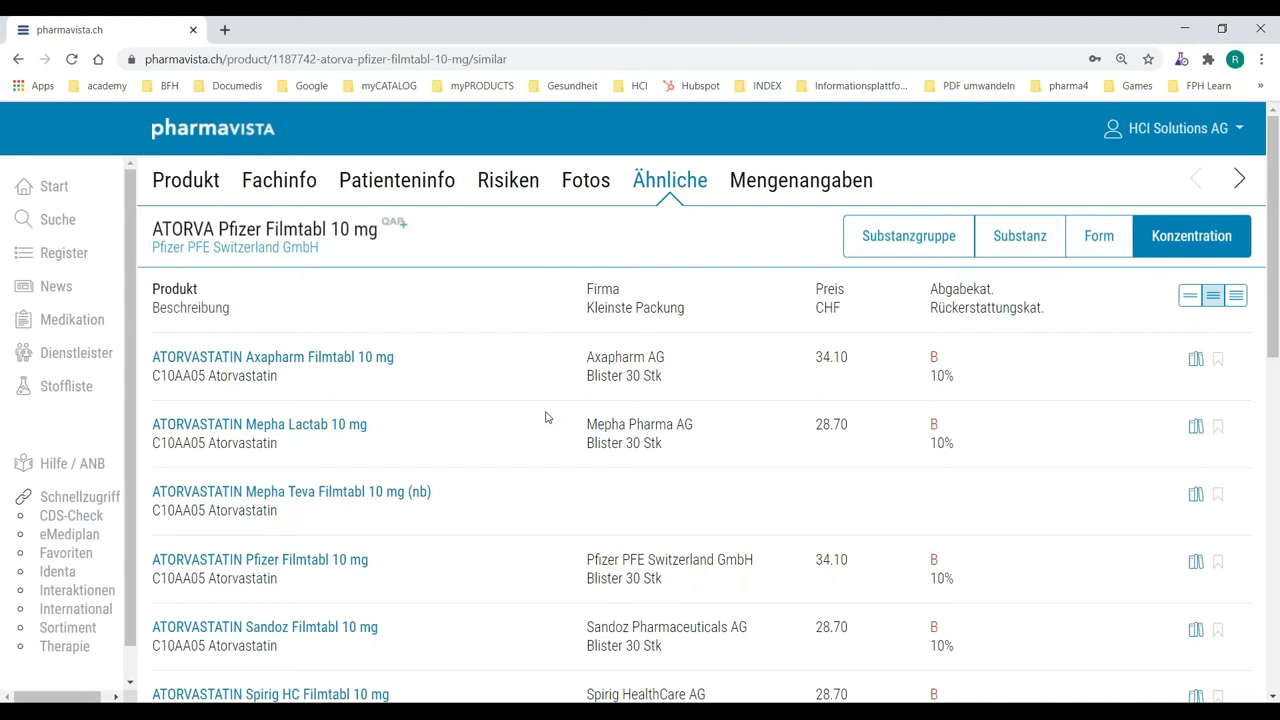 pharmavista.ch
pharmavista.ch/product/1187742-atorva-pfizer-filmtabl-10-mg/similar
R
Apps academy BFH Documedis Google myCATALOG myPRODUCTS Gesundheit HCI Hubspot INDEX Informationsplattfo... PDF umwandeln pharma4 Games FPH Learn »
pharmaVISTA
HCI Solutions AG
Start
Suche
Register
News
Medikation
Dienstleister
Stoffliste
Hilfe / ANB
Schnellzugriff
CDS-Check
eMediplan
Favoriten
Identa
Interaktionen
International
Sortiment
Therapie
Produkt Fachinfo Patienteninfo Risiken Fotos Ähnliche Mengenangaben
ATORVA Pfizer Filmtabl 10 mg QAP+
Pfizer PFE Switzerland GmbH
Substanzgruppe Substanz Form Konzentration
Produkt Firma Preis Abgabekat.
Beschreibung Kleinste Packung CHF Rückerstattungskat.
ATORVASTATIN Axapharm Filmtabl 10 mg Axapharm AG 34.10 B
C10AA05 Atorvastatin Blister 30 Stk 10%
ATORVASTATIN Mepha Lactab 10 mg Mepha Pharma AG 28.70 B
C10AA05 Atorvastatin Blister 30 Stk 10%
ATORVASTATIN Mepha Teva Filmtabl 10 mg (nb)
C10AA05 Atorvastatin
ATORVASTATIN Pfizer Filmtabl 10 mg Pfizer PFE Switzerland GmbH 34.10 B
C10AA05 Atorvastatin Blister 30 Stk 10%
ATORVASTATIN Sandoz Filmtabl 10 mg Sandoz Pharmaceuticals AG 28.70 B
C10AA05 Atorvastatin Blister 30 Stk 10%
ATORVASTATIN Spirig HC Filmtabl 10 mg Spirig HealthCare AG 28.70 B